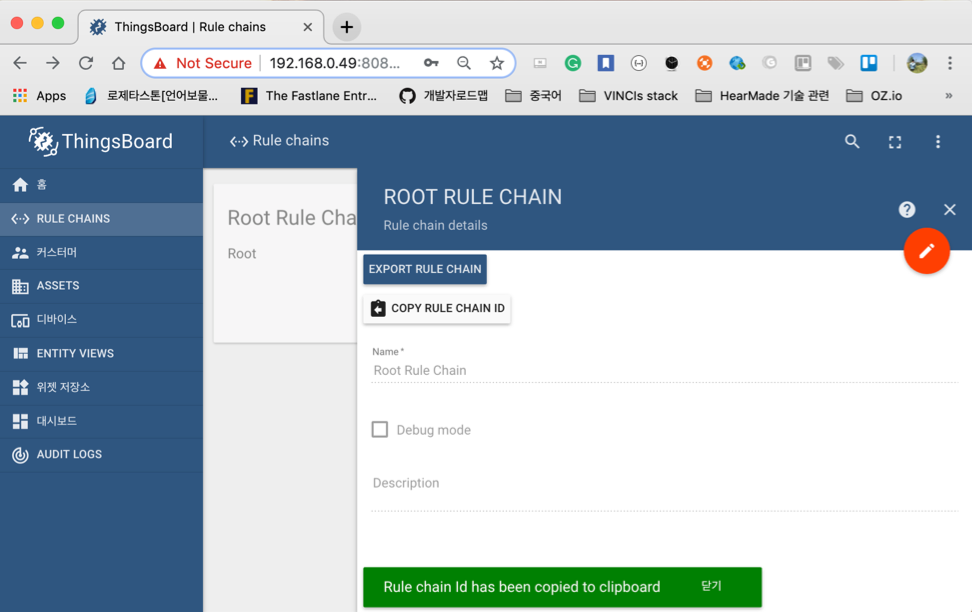 ThingsBoard | Rule chains
Not Secure
192.168.0.49:808...
Apps
로제타스톤[언어보물...
The Fastlane Entr...
개발자로드맵
중국어
VINCIs stack
HearMade 기술 관련
OZ.io
»
ThingsBoard
Rule chains
홈
RULE CHAINS
커스터머
ASSETS
디바이스
ENTITY VIEWS
위젯 저장소
대시보드
AUDIT LOGS
Root Rule Cha
Root
ROOT RULE CHAIN
Rule chain details
EXPORT RULE CHAIN
COPY RULE CHAIN ID
Name *
Root Rule Chain
Debug mode
Description
Rule chain Id has been copied to clipboard
닫기